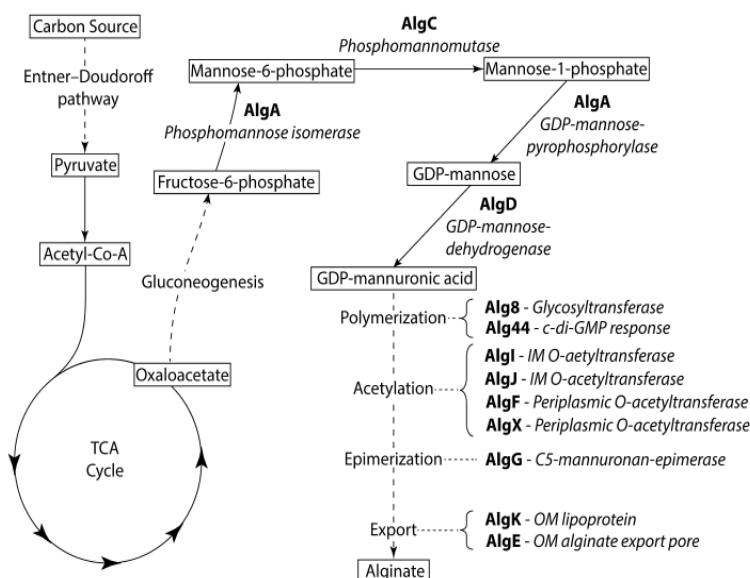 Carbon Source
Entner–Doudoroff
pathway
Pyruvate
Acetyl-Co-A
TCA
Cycle
Oxaloacetate
Gluconeogenesis
Fructose-6-phosphate
AlgA
Phosphomannose isomerase
Mannose-6-phosphate
AlgC
Phosphomannomutase
Mannose-1-phosphate
AlgA
GDP-mannose-
pyrophosphorylase
GDP-mannose
AlgD
GDP-mannose-
dehydrogenase
GDP-mannuronic acid
Polymerization
Alg8 - Glycosyltransferase
Alg44 - c-di-GMP response
Acetylation
AlgI - IM O-aetyltransferase
AlgJ - IM O-acetyltransferase
AlgF - Periplasmic O-acetyltransferase
AlgX - Periplasmic O-acetyltransferase
Epimerization
AlgG - C5-mannuronan-epimerase
Export
AlgK - OM lipoprotein
AlgE - OM alginate export pore
Alginate